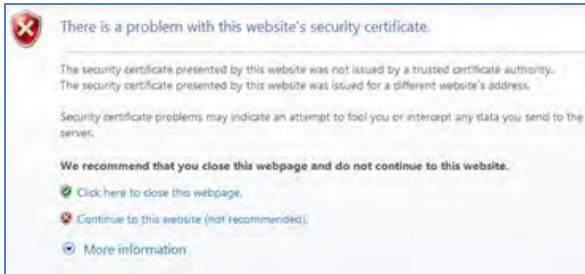 There is a problem with this website's security certificate.
The security certificate presented by this website was not issued by a trusted certificate authority.
The security certificate presented by this website was issued for a different website's address.
Security certificate problems may indicate an attempt to fool you or intercept any data you send to the
server.
We recommend that you close this webpage and do not continue to this website.
Click here to close this webpage.
Continue to this website (not recommended).
More information